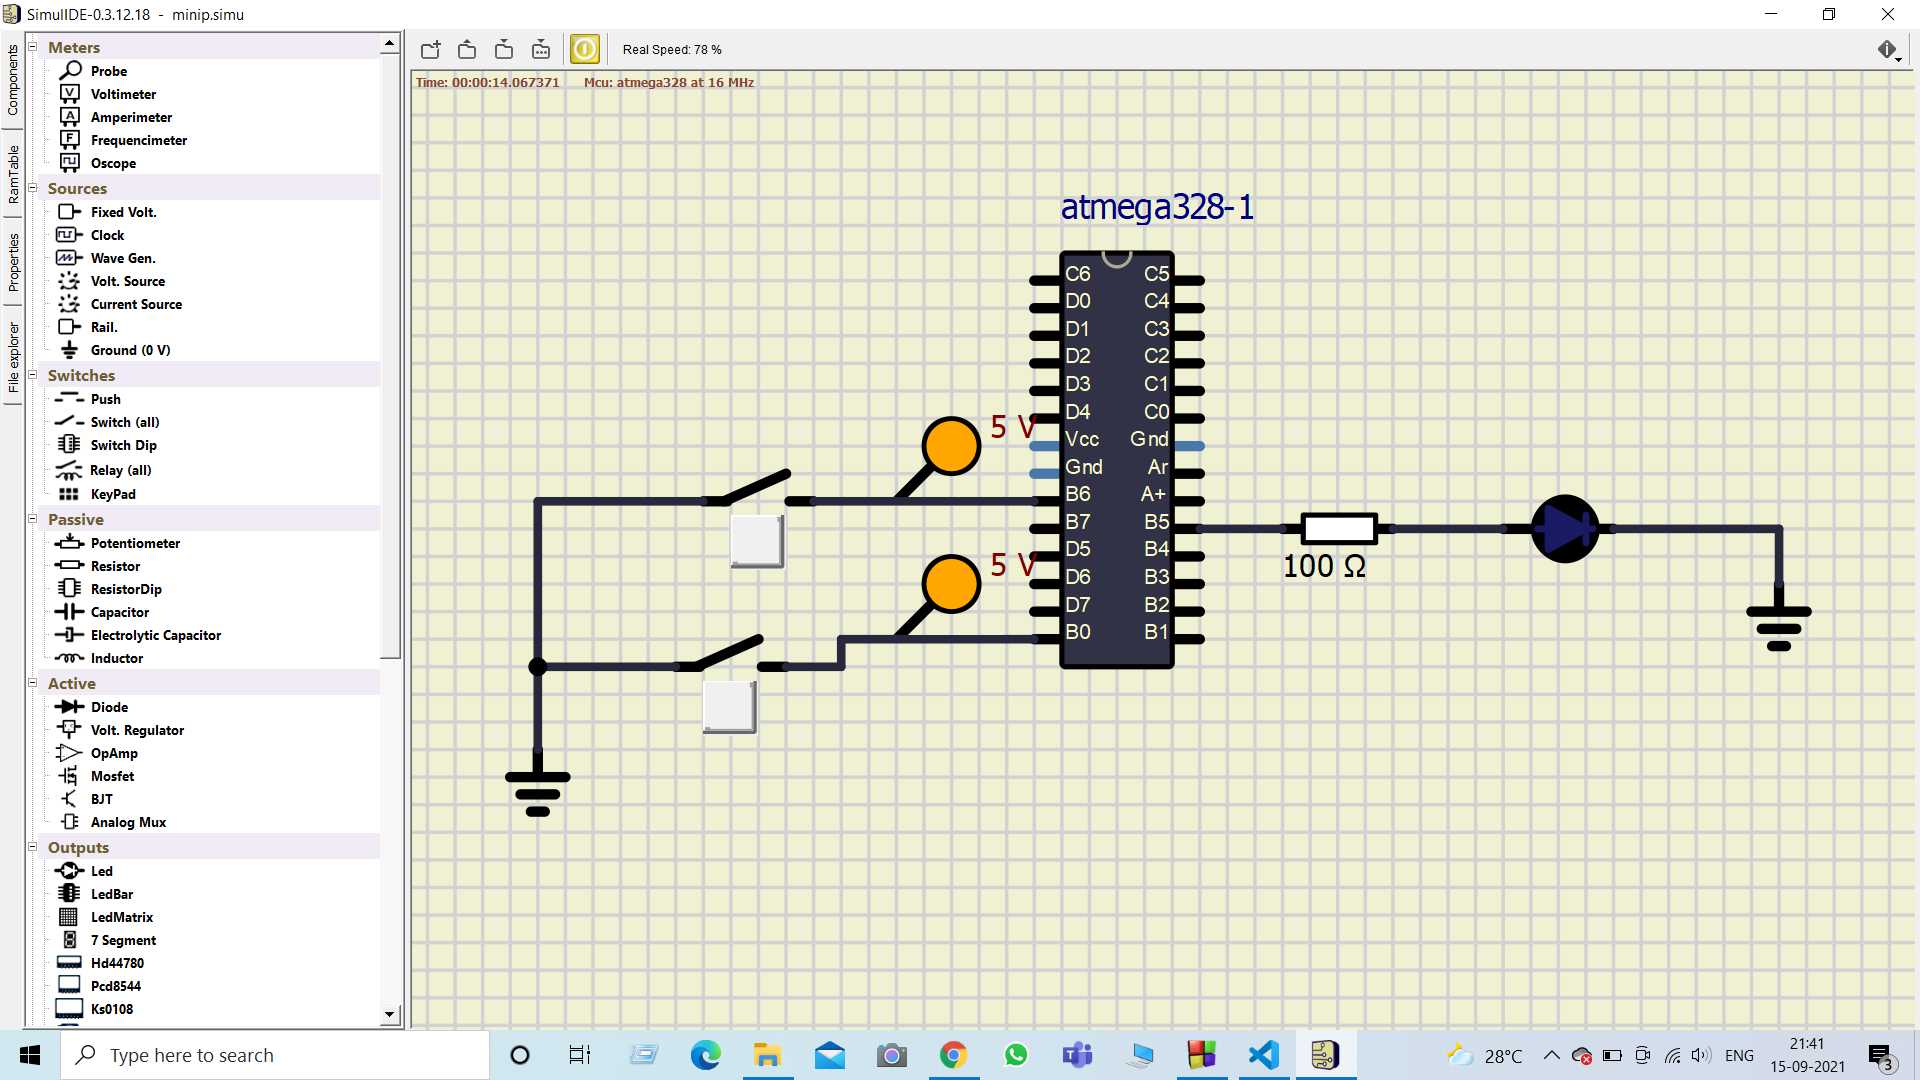 SimulIDE-0.3.12.18 - minip.simu
Components
RamTable
Properties
File explorer
Meters
Probe
Voltimeter
Amperimeter
Frequencimeter
Oscope
Sources
Fixed Volt.
Clock
Wave Gen.
Volt. Source
Current Source
Rail.
Ground (0 V)
Switches
Push
Switch (all)
Switch Dip
Relay (all)
KeyPad
Passive
Potentiometer
Resistor
ResistorDip
Capacitor
Electrolytic Capacitor
Inductor
Active
Diode
Volt. Regulator
OpAmp
Mosfet
BJT
Analog Mux
Outputs
Led
LedBar
LedMatrix
7 Segment
Hd44780
Pcd8544
Ks0108
Real Speed: 78 %
Time: 00:00:14.067371 Mcu: atmega328 at 16 MHz
atmega328-1
C6 C5
D0 C4
D1 C3
D2 C2
D3 C1
D4 C0
5 V
Vcc Gnd
Gnd Ar
B6 A+
B7 B5
D5 B4
5 V
D6 B3
D7 B2
B0 B1
100 Ω
Type here to search
28°C
ENG
21:41
15-09-2021
3